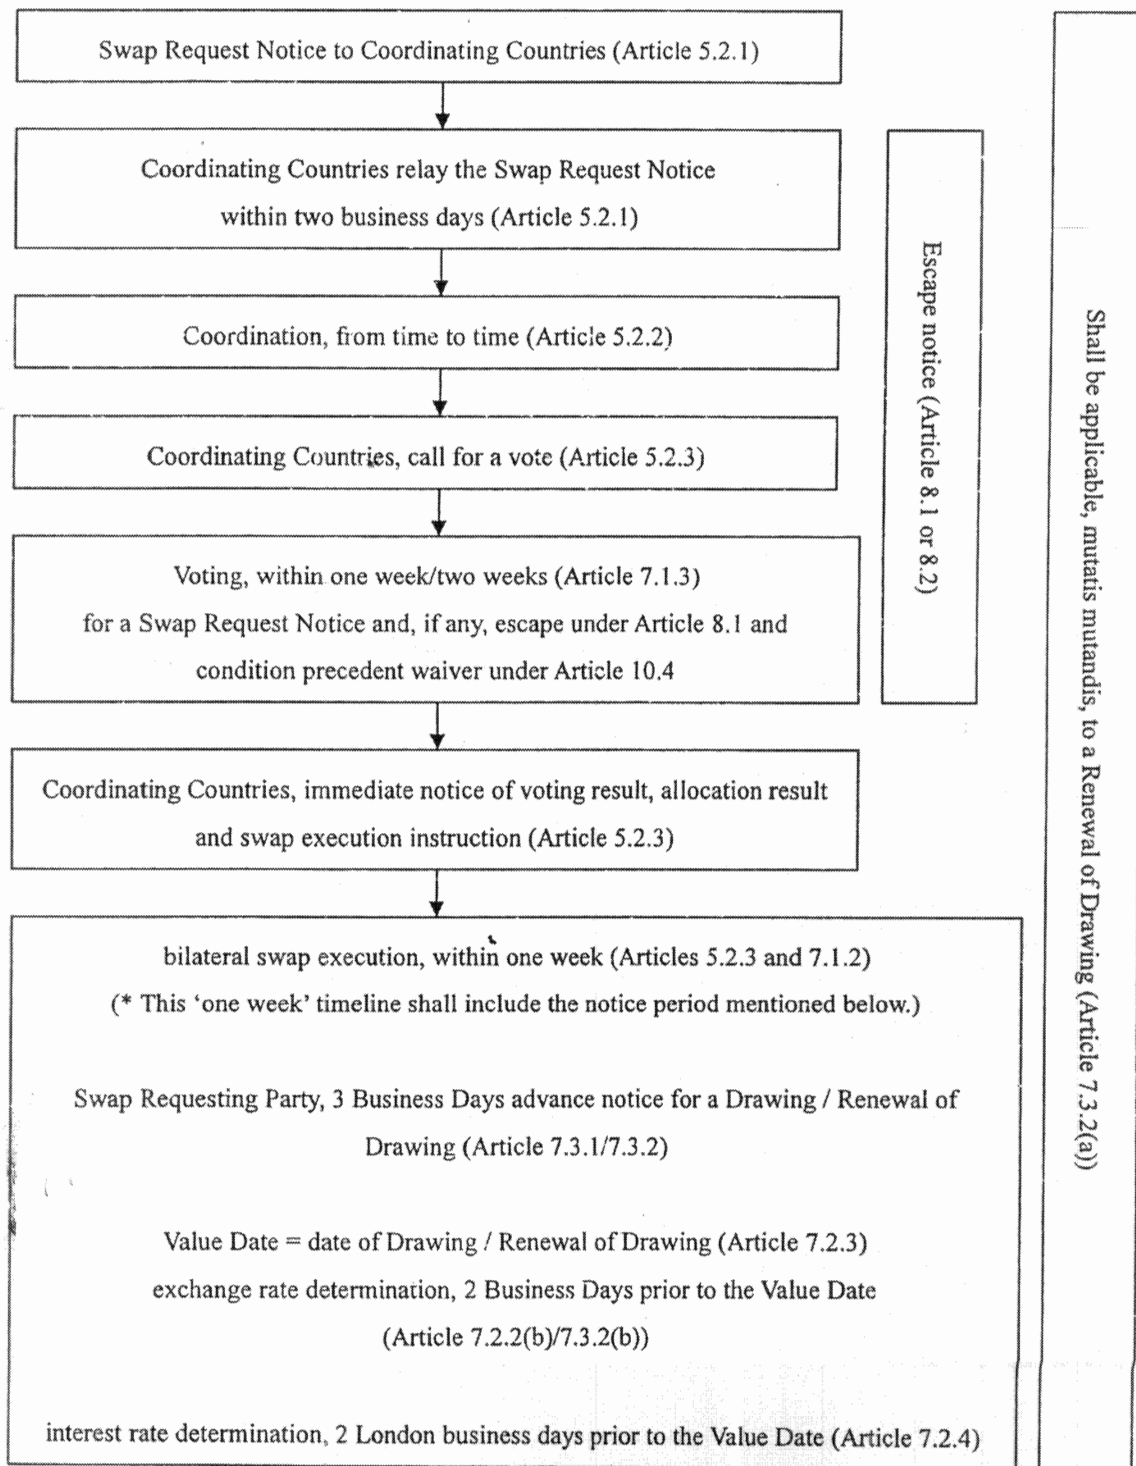 Swap Request Notice to Coordinating Countries (Article 5.2.1)
Coordinating Countries relay the Swap Request Notice
within two business days (Article 5.2.1)
Coordination, from time to time (Article 5.2.2)
Coordinating Countries, call for a vote (Article 5.2.3)
Voting, within one week/two weeks (Article 7.1.3)
for a Swap Request Notice and, if any, escape under Article 8.1 and
condition precedent waiver under Article 10.4
Coordinating Countries, immediate notice of voting result, allocation result
and swap execution instruction (Article 5.2.3)
bilateral swap execution, within one week (Articles 5.2.3 and 7.1.2)
(* This ‘one week’ timeline shall include the notice period mentioned below.)
Swap Requesting Party, 3 Business Days advance notice for a Drawing / Renewal of
Drawing (Article 7.3.1/7.3.2)
Value Date = date of Drawing / Renewal of Drawing (Article 7.2.3)
exchange rate determination, 2 Business Days prior to the Value Date
(Article 7.2.2(b)/7.3.2(b))
interest rate determination, 2 London business days prior to the Value Date (Article 7.2.4)
Escape notice (Article 8.1 or 8.2)
Shall be applicable, mutatis mutandis, to a Renewal of Drawing (Article 7.3.2(a))